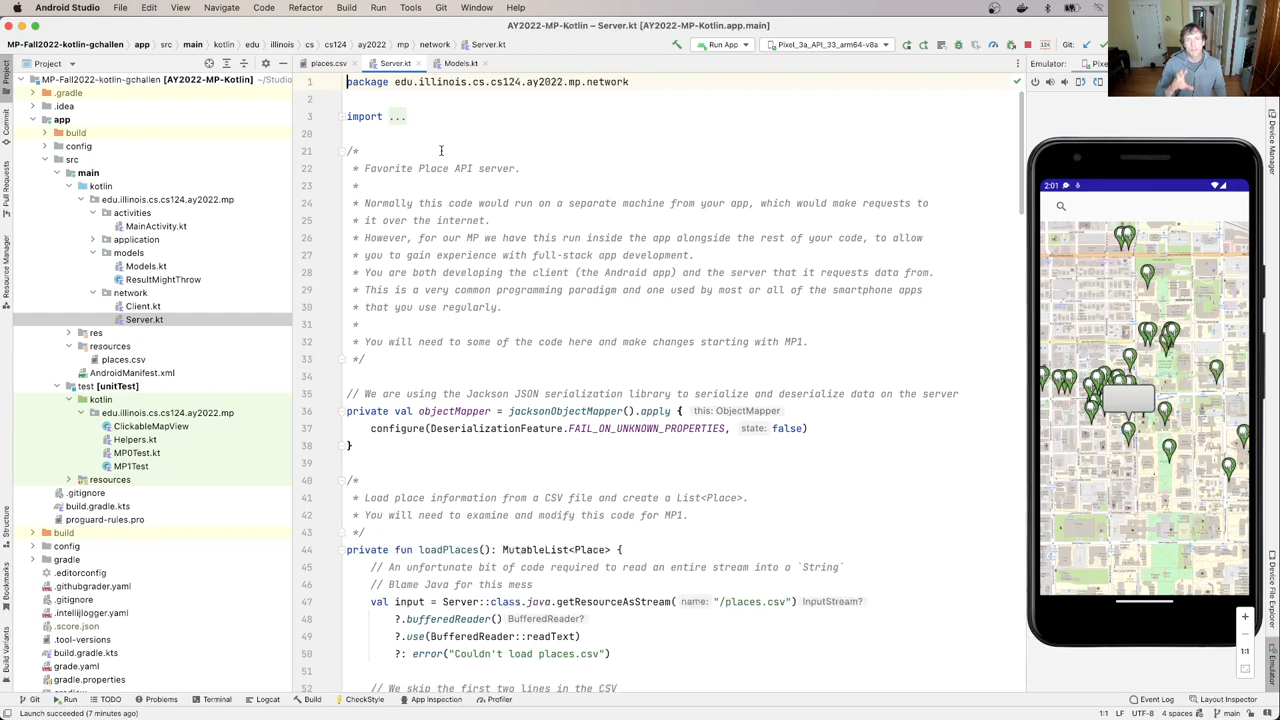 Android Studio File Edit View Navigate Code Refactor Build Run Tools Git Window Help
AY2022-MP-Kotlin – Server.kt [AY2022-MP-Kotlin.app.main]
MP-Fall2022-kotlin-gchallen app src main kotlin edu illinois cs cs124 ay2022 mp network Server.kt Run App Pixel_3a_API_33_arm64-v8a Git:
Project places.csv Server.kt Models.kt Emulator:
MP-Fall2022-kotlin-gchallen [AY2022-MP-Kotlin] ~/Studio
.gradle
.idea
app
build
config
src
main
kotlin
edu.illinois.cs.cs124.ay2022.mp
activities
MainActivity.kt
application
models
Models.kt
ResultMightThrow
network
Client.kt
Server.kt
res
resources
places.csv
AndroidManifest.xml
test [unitTest]
kotlin
edu.illinois.cs.cs124.ay2022.mp
ClickableMapView
Helpers.kt
MP0Test.kt
MP1Test
resources
.gitignore
build.gradle.kts
proguard-rules.pro
build
config
gradle
.editorconfig
.githubgrader.yaml
.gitignore
.intellijlogger.yaml
.score.json
.tool-versions
build.gradle.kts
grade.yaml
gradle.properties
1 package edu.illinois.cs.cs124.ay2022.mp.network
2
3 import ...
20
21 /*
22 * Favorite Place API server.
23 *
24 * Normally this code would run on a separate machine from your app, which would make requests to
25 * it over the internet.
26 * However, for our MP we have this run inside the app alongside the rest of your code, to allow
27 * you to gain experience with full-stack app development.
28 * You are both developing the client (the Android app) and the server that it requests data from.
29 * This is a very common programming paradigm and one used by most or all of the smartphone apps
30 * that you use regularly.
31 *
32 * You will need to some of the code here and make changes starting with MP1.
33 */
34
35 // We are using the Jackson JSON serialization library to serialize and deserialize data on the server
36 private val objectMapper = jacksonObjectMapper().apply { this: ObjectMapper
37 configure(DeserializationFeature.FAIL_ON_UNKNOWN_PROPERTIES, state: false)
38 }
39
40 /*
41 * Load place information from a CSV file and create a List<Place>.
42 * You will need to examine and modify this code for MP1.
43 */
44 private fun loadPlaces(): MutableList<Place> {
45 // An unfortunate bit of code required to read an entire stream into a `String`
46 // Blame Java for this mess
47 val input = Server::class.java.getResourceAsStream( name: "/places.csv") InputStream?
48 ?.bufferedReader() BufferedReader?
49 ?.use(BufferedReader::readText)
50 ?: error("Couldn't load places.csv")
51
52 // We skip the first two lines in the CSV
2:01
1:1
Project
Commit
Pull Requests
Resource Manager
Structure
Bookmarks
Build Variants
Device Manager
Device File Explorer
Emulator
Git Run TODO Problems Terminal Logcat Build CheckStyle App Inspection Profiler Event Log Layout Inspector
Launch succeeded (7 minutes ago) 1:1 LF UTF-8 4 spaces main